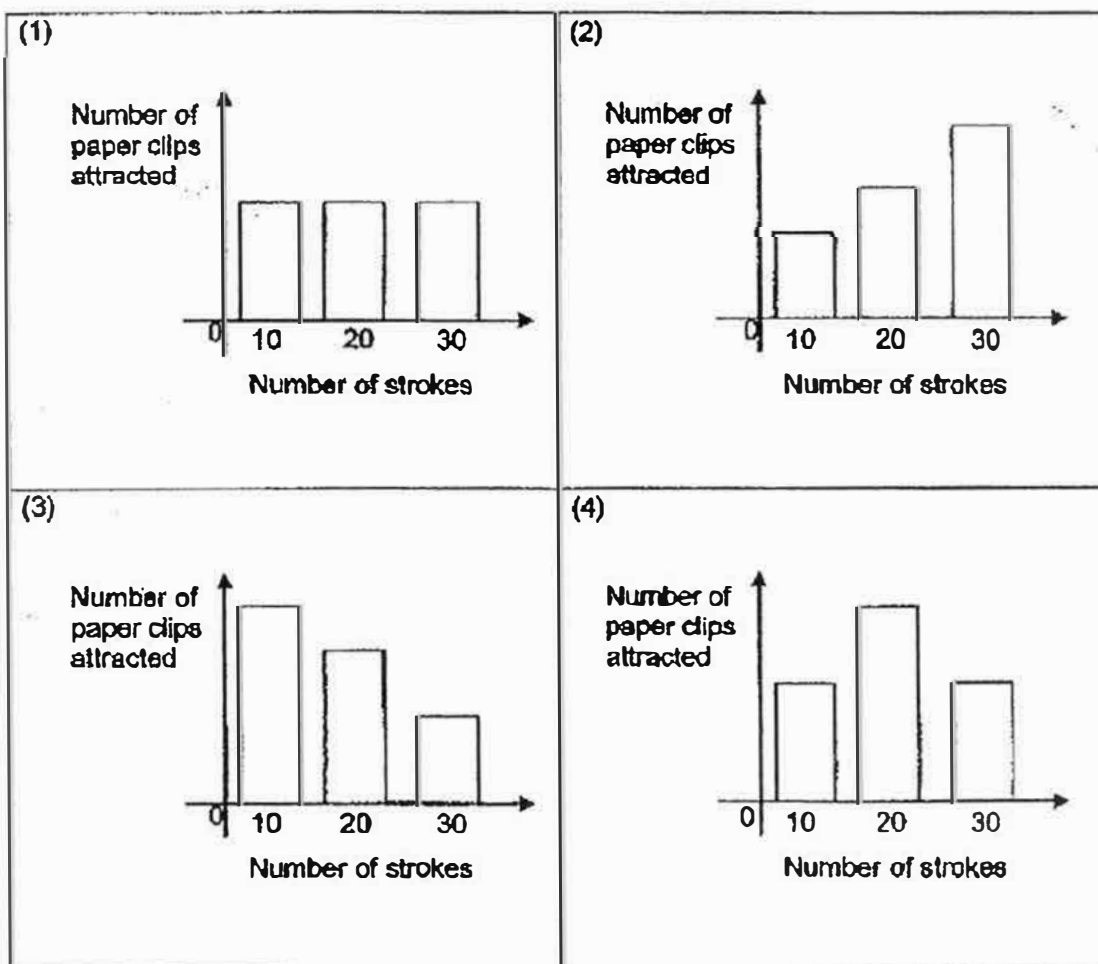 (1)
Number of
paper clips
attracted
0
10 20 30
Number of strokes
(2)
Number of
paper clips
attracted
0
10 20 30
Number of strokes
(3)
Number of
paper clips
attracted
0
10 20 30
Number of strokes
(4)
Number of
paper clips
attracted
0
10 20 30
Number of strokes